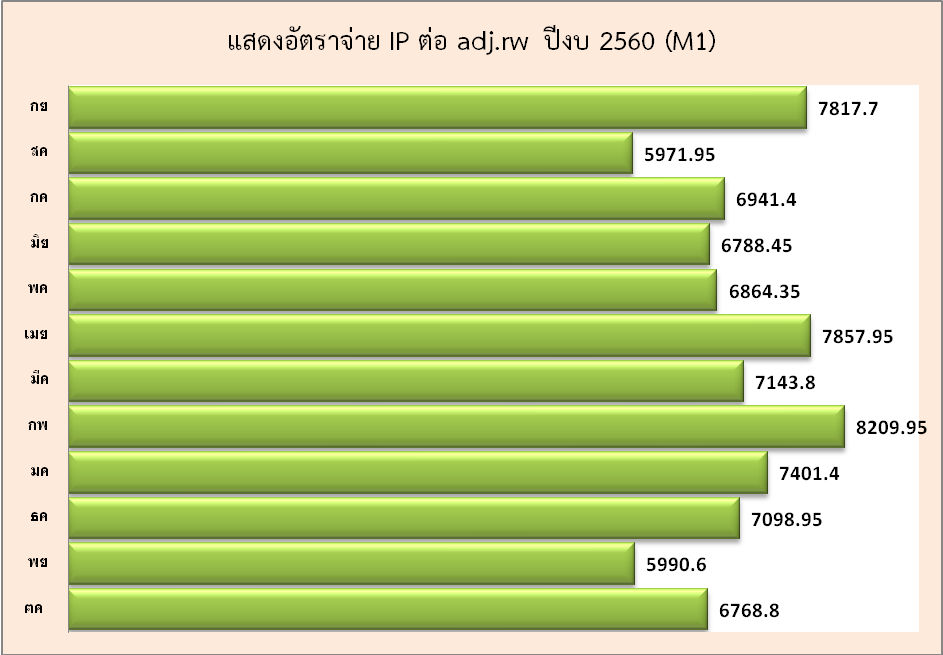 แสดงอัตราจ่าย IP ต่อ adj.rw ปีงบ 2560 (M1)
กย 7817.7
สค 5971.95
กค 6941.4
มิย 6788.45
พค 6864.35
เมย 7857.95
มีค 7143.8
กพ 8209.95
มค 7401.4
ธค 7098.95
พย 5990.6
ตค 6768.8